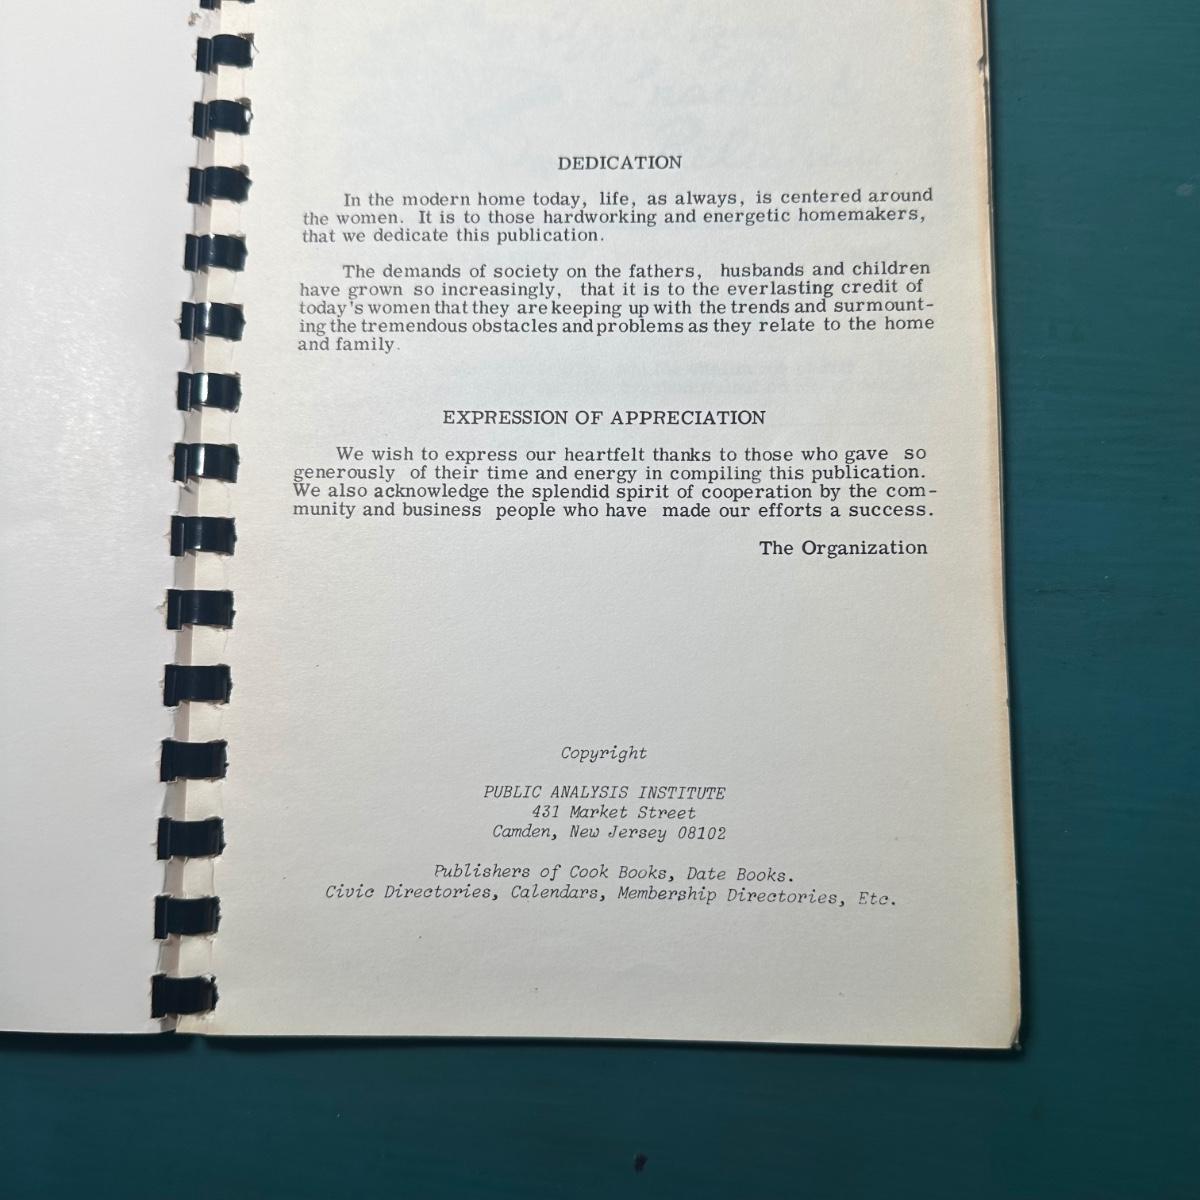 DEDICATION
In the modern home today, life, as always, is centered around
the women. It is to those hardworking and energetic homemakers,
that we dedicate this publication.
The demands of society on the fathers, husbands and children
have grown so increasingly, that it is to the everlasting credit of
today's women that they are keeping up with the trends and surmount-
ing the tremendous obstacles and problems as they relate to the home
and family.
EXPRESSION OF APPRECIATION
We wish to express our heartfelt thanks to those who gave so
generously of their time and energy in compiling this publication.
We also acknowledge the splendid spirit of cooperation by the com-
munity and business people who have made our efforts a success.
The Organization
Copyright
PUBLIC ANALYSIS INSTITUTE
431 Market Street
Camden, New Jersey 08102
Publishers of Cook Books, Date Books.
Civic Directories, Calendars, Membership Directories, Etc.